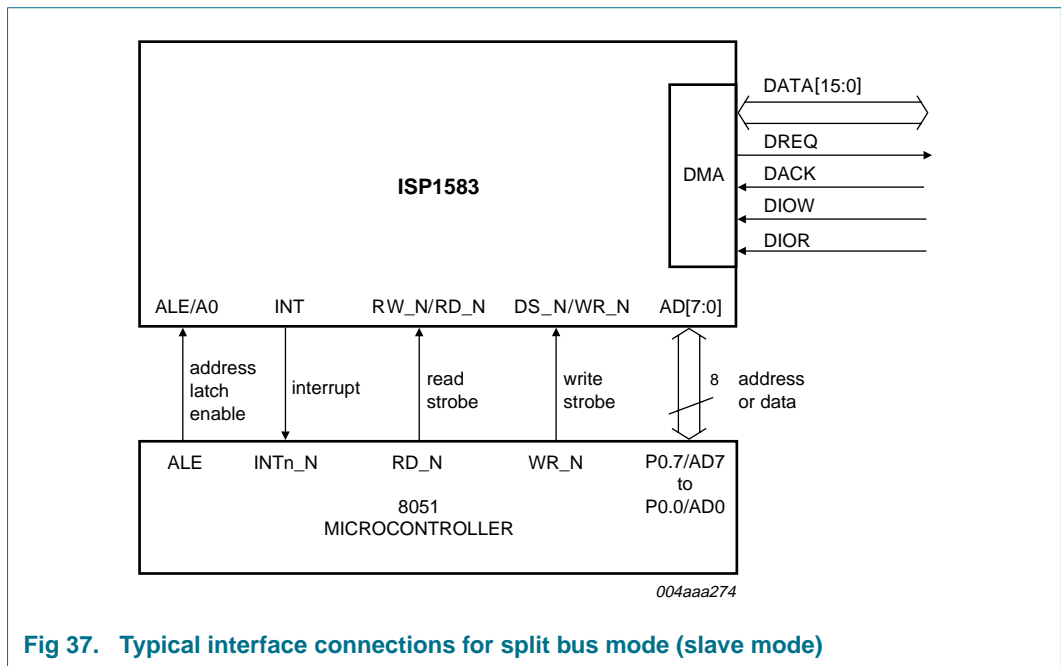 DATA[15:0]
DREQ
DMA
DACK
ISP1583
DIOW
DIOR
ALE/A0 INT RW_N/RD_N DS_N/WR_N AD[7:0]
address
latch
enable
interrupt
read
strobe
write
strobe
8
address
or data
ALE INTn_N RD_N WR_N P0.7/AD7
to
P0.0/AD0
8051
MICROCONTROLLER
004aaa274
Fig 37. Typical interface connections for split bus mode (slave mode)